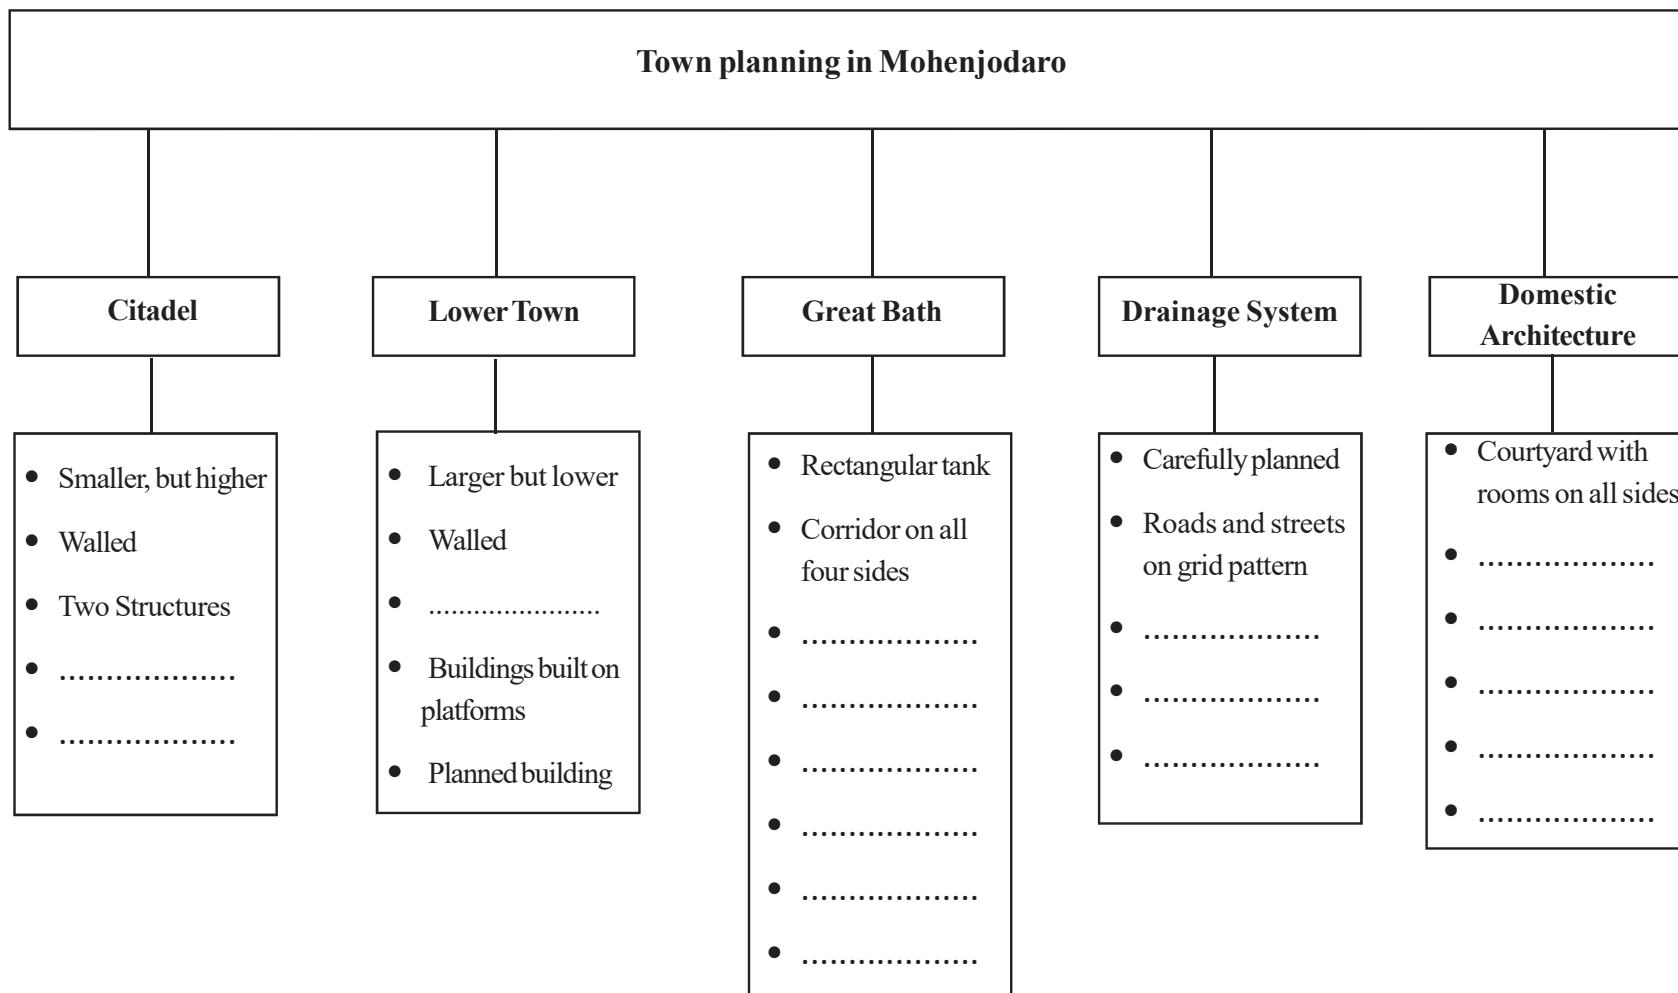 Town planning in Mohenjodaro
Citadel
Lower Town
Great Bath
Drainage System
Domestic
Architecture
• Smaller, but higher
• Walled
• Two Structures
• ...................
• ...................
• Larger but lower
• Walled
• ......................
• Buildings built on
platforms
• Planned building
• Rectangular tank
• Corridor on all
four sides
• ...................
• ...................
• ...................
• ...................
• ...................
• ...................
• Carefully planned
• Roads and streets
on grid pattern
• ...................
• ...................
• ...................
• Courtyard with
rooms on all sides
• ...................
• ...................
• ...................
• ...................
• ...................